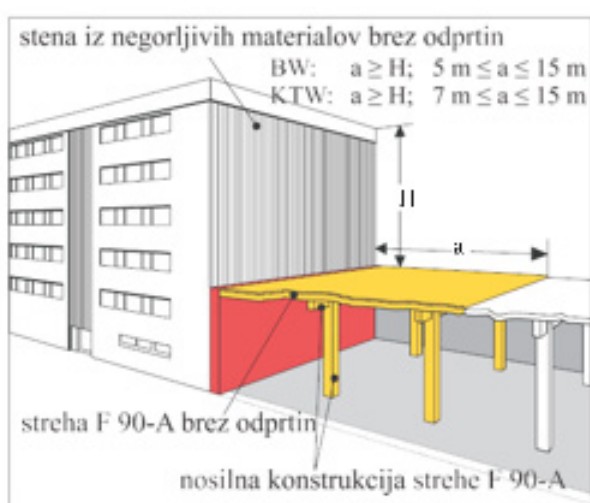 stena iz negorljivih materialov brez odprtin
BW: a ≥ H; 5 m ≤ a ≤ 15 m
KTW: a ≥ H; 7 m ≤ a ≤ 15 m
H
a
streha F 90-A brez odprtin
nosilna konstrukcija strehe F 90-A